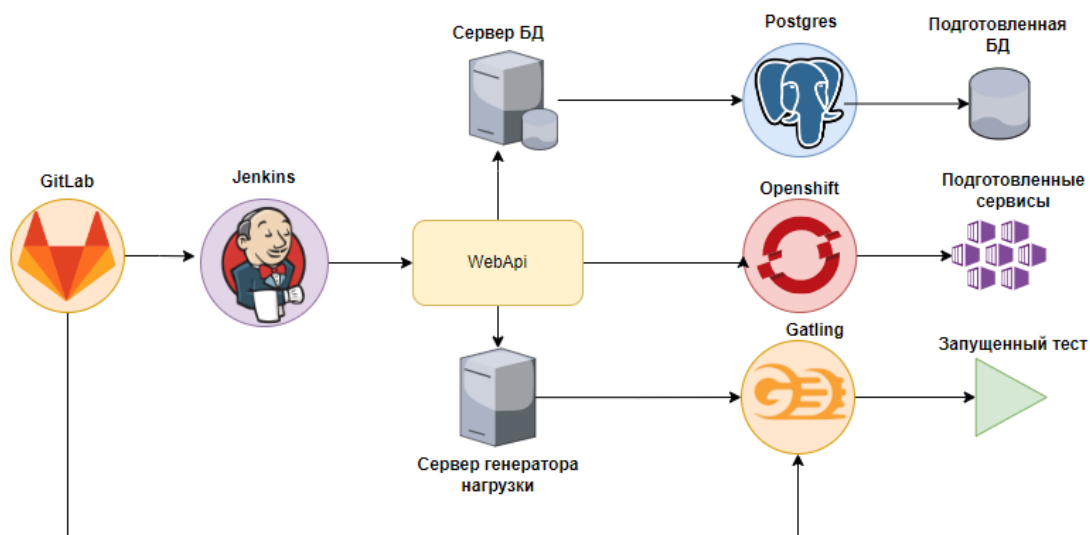 Сервер БД
Postgres
Подготовленная
БД
GitLab
Jenkins
Openshift
Подготовленные
сервисы
WebApi
Gatling
Запущенный тест
Сервер генератора
нагрузки